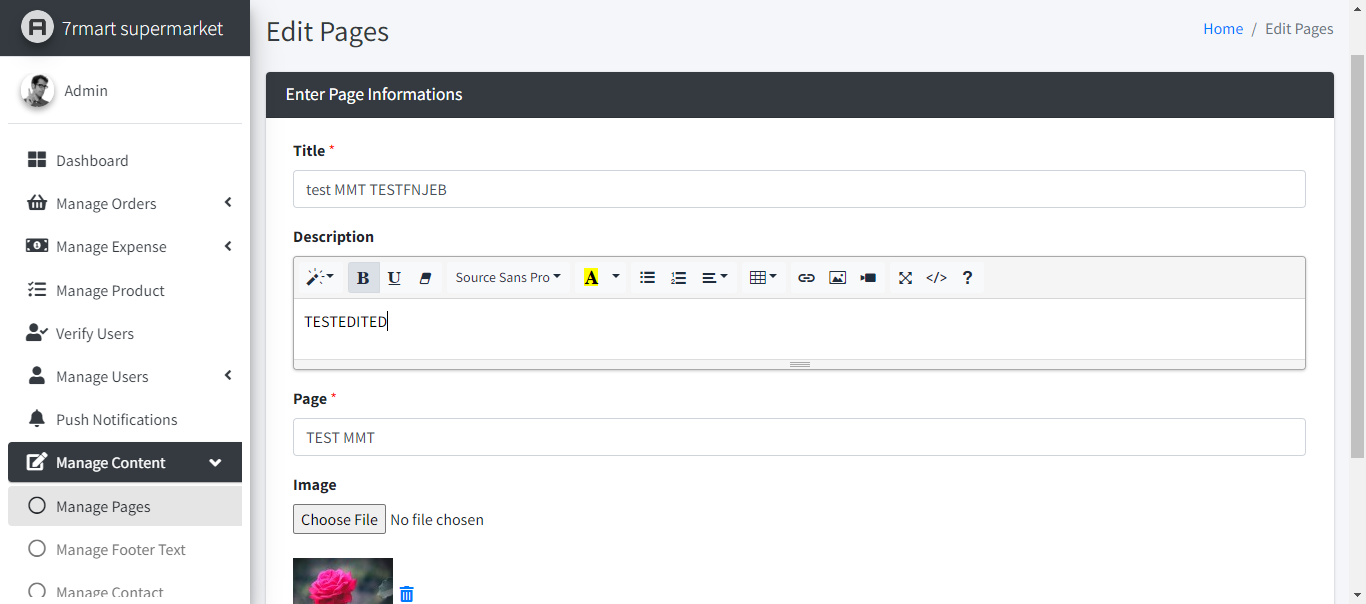 7rmart supermarket
Edit Pages
Home / Edit Pages
Admin
Dashboard
Manage Orders
Manage Expense
Manage Product
Verify Users
Manage Users
Push Notifications
Manage Content
Manage Pages
Manage Footer Text
Manage Contact
Enter Page Informations
Title *
test MMT TESTFNJEB
Description
B U Source Sans Pro A </> ?
TESTEDITED
Page *
TEST MMT
Image
Choose File No file chosen